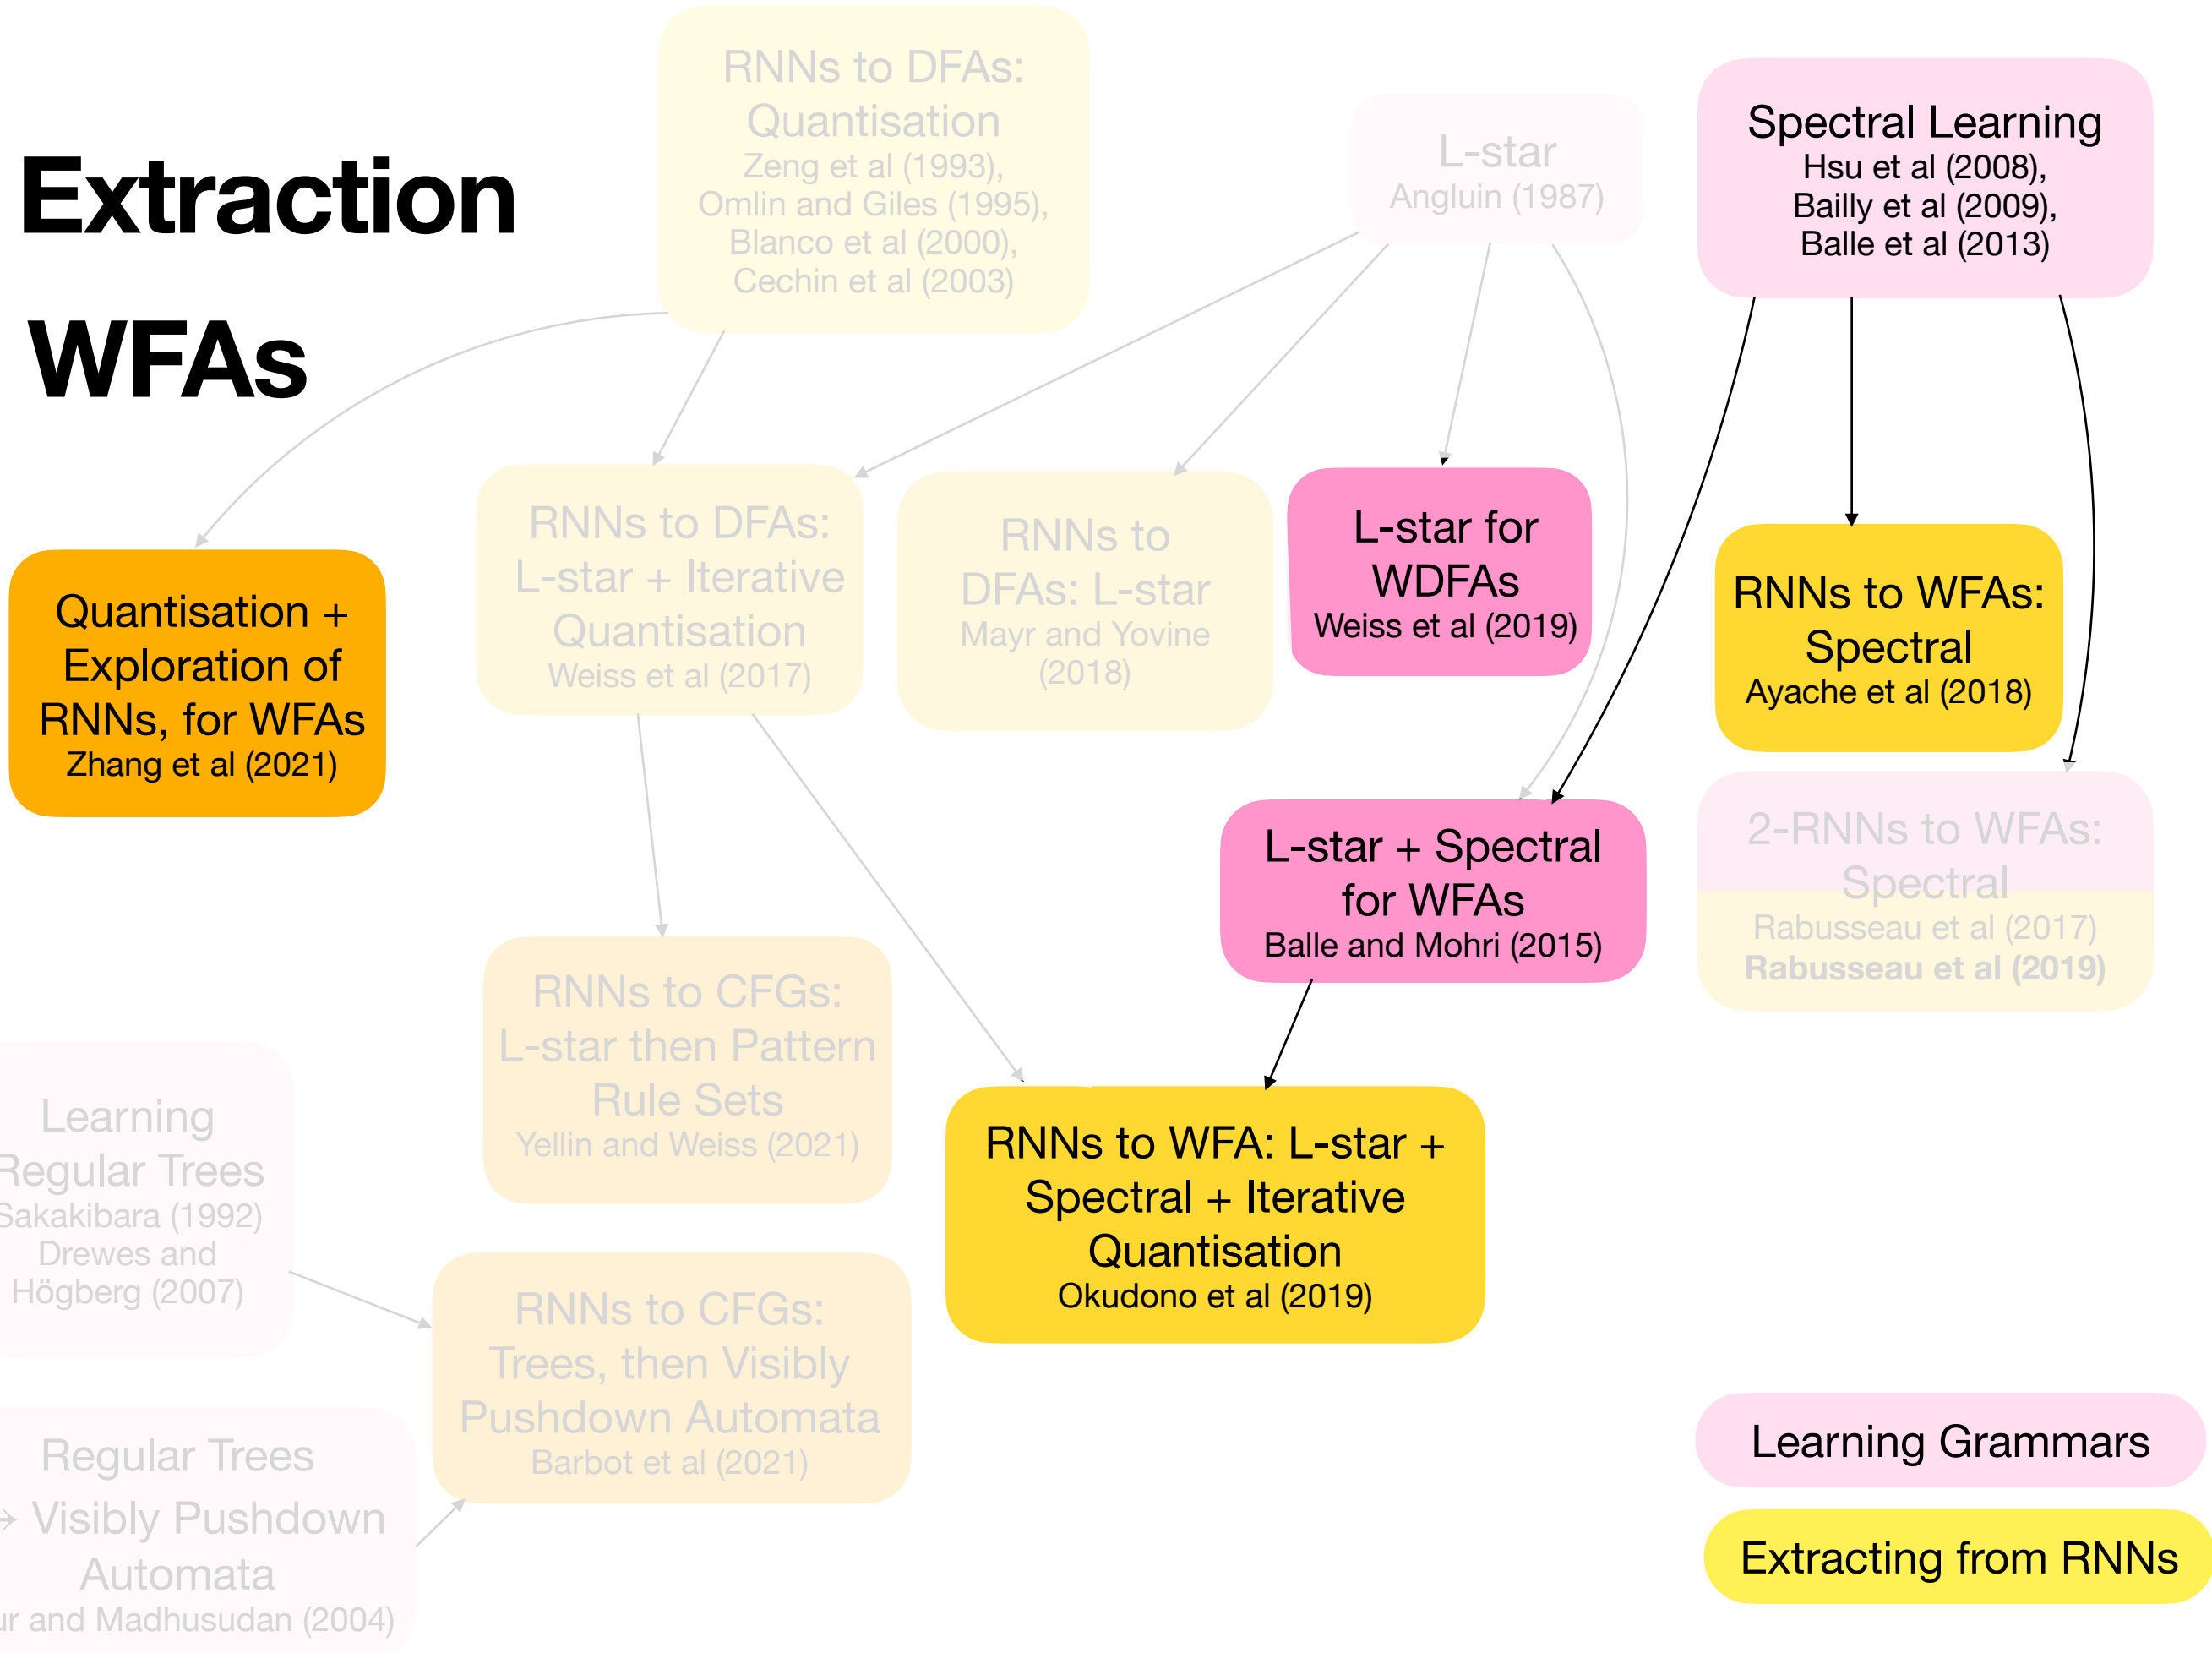 Extraction
WFAs
RNNs to DFAs:
Quantisation
Zeng et al (1993),
Omlin and Giles (1995),
Blanco et al (2000),
Cechin et al (2003)
L-star
Angluin (1987)
Spectral Learning
Hsu et al (2008),
Bailly et al (2009),
Balle et al (2013)
Quantisation +
Exploration of
RNNs, for WFAs
Zhang et al (2021)
RNNs to DFAs:
L-star + Iterative
Quantisation
Weiss et al (2017)
RNNs to
DFAs: L-star
Mayr and Yovine
(2018)
L-star for
WDFAs
Weiss et al (2019)
RNNs to WFAs:
Spectral
Ayache et al (2018)
L-star + Spectral
for WFAs
Balle and Mohri (2015)
2-RNNs to WFAs:
Spectral
Rabusseau et al (2017)
Rabusseau et al (2019)
RNNs to CFGs:
L-star then Pattern
Rule Sets
Yellin and Weiss (2021)
RNNs to WFA: L-star +
Spectral + Iterative
Quantisation
Okudono et al (2019)
Learning
Regular Trees
Sakakibara (1992)
Drewes and
Högberg (2007)
RNNs to CFGs:
Trees, then Visibly
Pushdown Automata
Barbot et al (2021)
Regular Trees
→ Visibly Pushdown
Automata
and Madhusudan (2004)
Learning Grammars
Extracting from RNNs